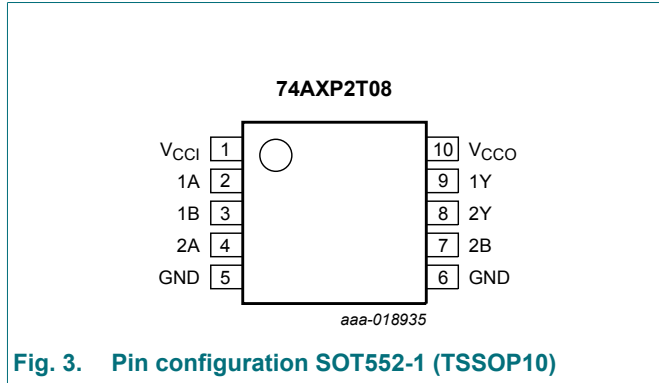 74AXP2T08
VCCI 1 10 VCCO
1A 2 9 1Y
1B 3 8 2Y
2A 4 7 2B
GND 5 6 GND
aaa-018935
Fig. 3. Pin configuration SOT552-1 (TSSOP10)